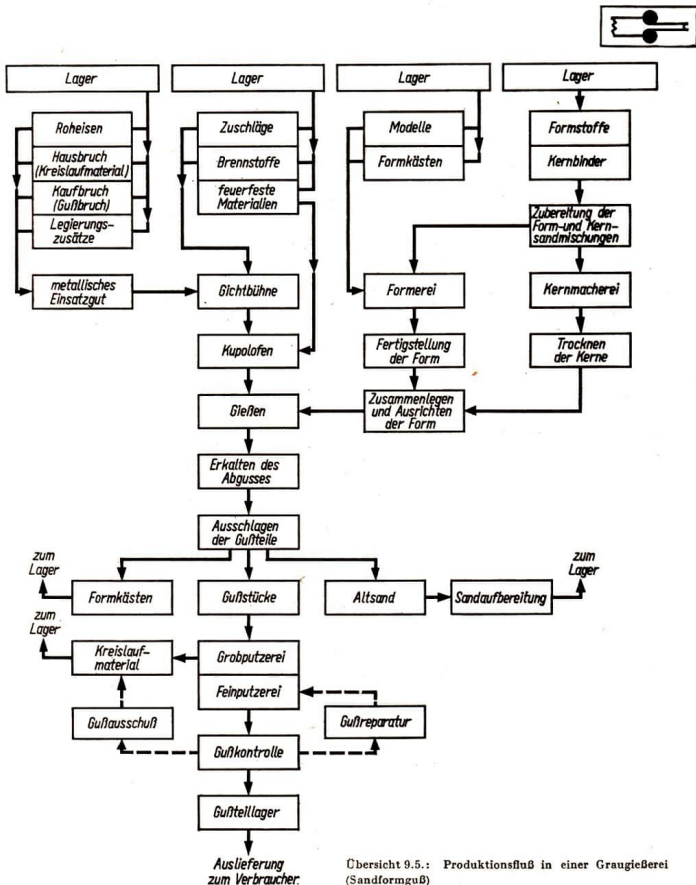 Lager
Lager
Lager
Lager
Roheisen
Hausbruch
(Kreislaufmaterial)
Kaufbruch
(Gußbruch)
Legierungs-
zusätze
Zuschläge
Brennstoffe
feuerfeste
Materialien
Modelle
Formkästen
Formstoffe
Kernbinder
Zubereitung der
Form-und Kern-
sandmischungen
metallisches
Einsatzgut
Gichtbühne
Formerei
Kernmacherei
Kupolofen
Fertigstellung
der Form
Trocknen
der Kerne
Gießen
Zusammenlegen
und Ausrichten
der Form
Erkalten des
Abgusses
Ausschlagen
der Gußteile
zum
Lager
zum
Lager
Formkästen
Gußstücke
Altsand
Sandaufbereitung
zum
Lager
Kreislauf-
material
Grobputzerei
Feinputzerei
Gußausschuß
Gußreparatur
Gußkontrolle
Gußteillager
Auslieferung
zum Verbraucher
Übersicht 9.5.: Produktionsfluß in einer Graugießerei
(Sandformguß)